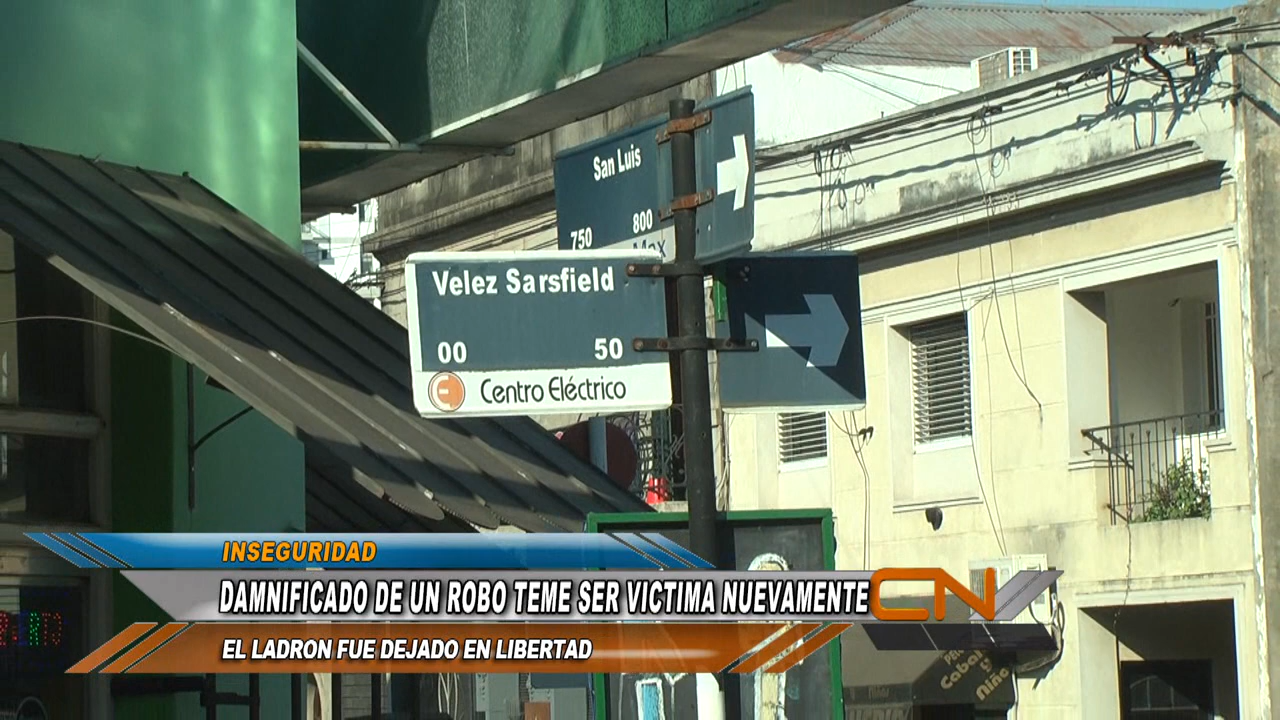 San Luis
750 800
Max
Velez Sarsfield
00 50
E Centro Eléctrico
INSEGURIDAD
DAMNIFICADO DE UN ROBO TEME SER VICTIMA NUEVAMENTE
CN
EL LADRON FUE DEJADO EN LIBERTAD